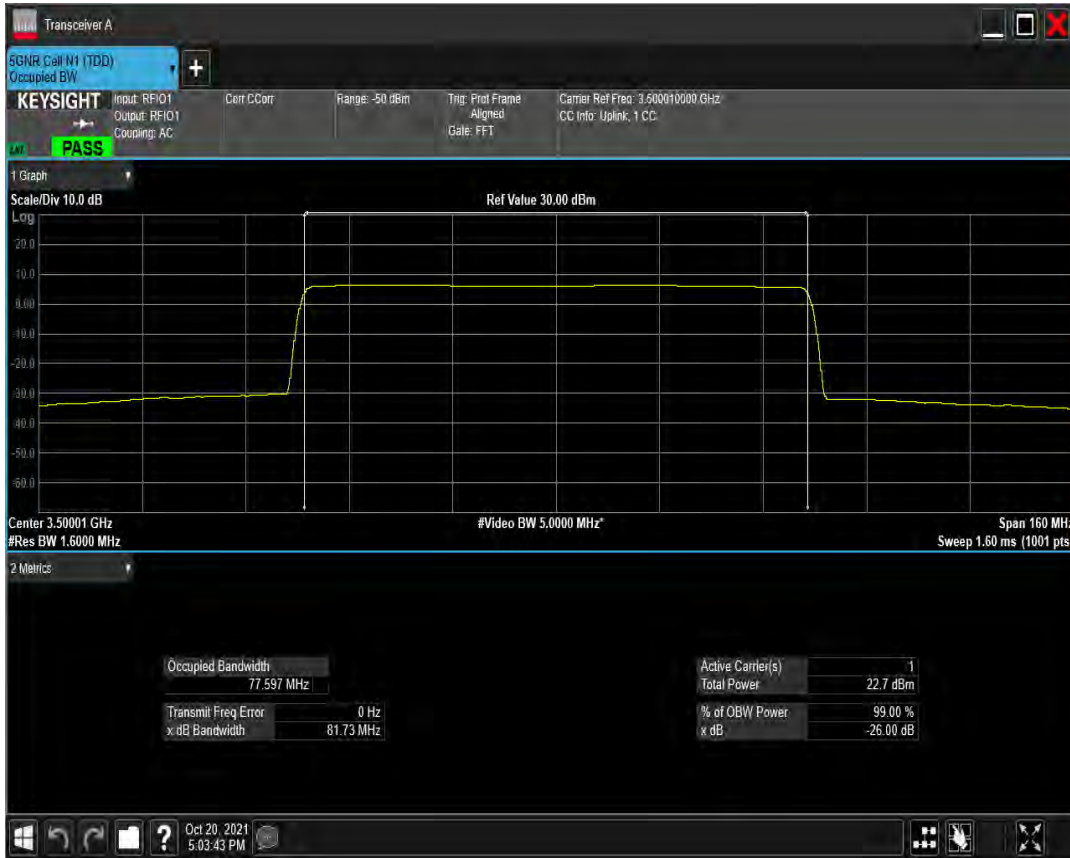 Transceiver A
5GNR Cell N1 (TDD)
Occupied BW
+
KEYSIGHT Input: RFIO1 Corr CCorr Range: -50 dBm Trig: Prot Frame Carrier Ref Freq: 3.500010000 GHz
Output: RFIO1 Aligned CC Info: Uplink, 1 CC
Coupling: AC Gate: FFT
PASS
1 Graph
Scale/Div 10.0 dB Ref Value 30.00 dBm
Log
20.0
10.0
0.00
-10.0
-20.0
-30.0
-40.0
-50.0
-60.0
Center 3.50001 GHz #Video BW 5.0000 MHz* Span 160 MHz
#Res BW 1.6000 MHz Sweep 1.60 ms (1001 pts
2 Metrics
Occupied Bandwidth Active Carrier(s) 1
77.597 MHz Total Power 22.7 dBm
Transmit Freq Error 0 Hz % of OBW Power 99.00 %
x dB Bandwidth 81.73 MHz x dB -26.00 dB
? Oct 20, 2021
5:03:43 PM